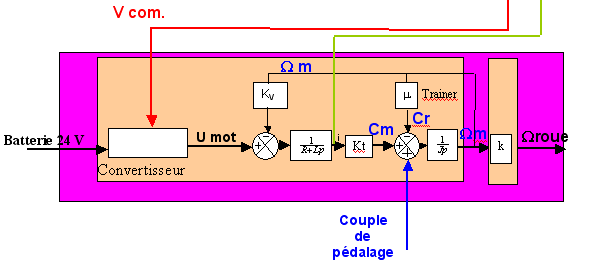 V com.
Ω m
Kv
μ
Trainer
Cr
Batterie 24 V
U mot
+
-
1
R+Lp
i
Kt
Cm
+
-
+
1
Jp
Ωm
k
Ωroue
Convertisseur
Couple
de
pédalage